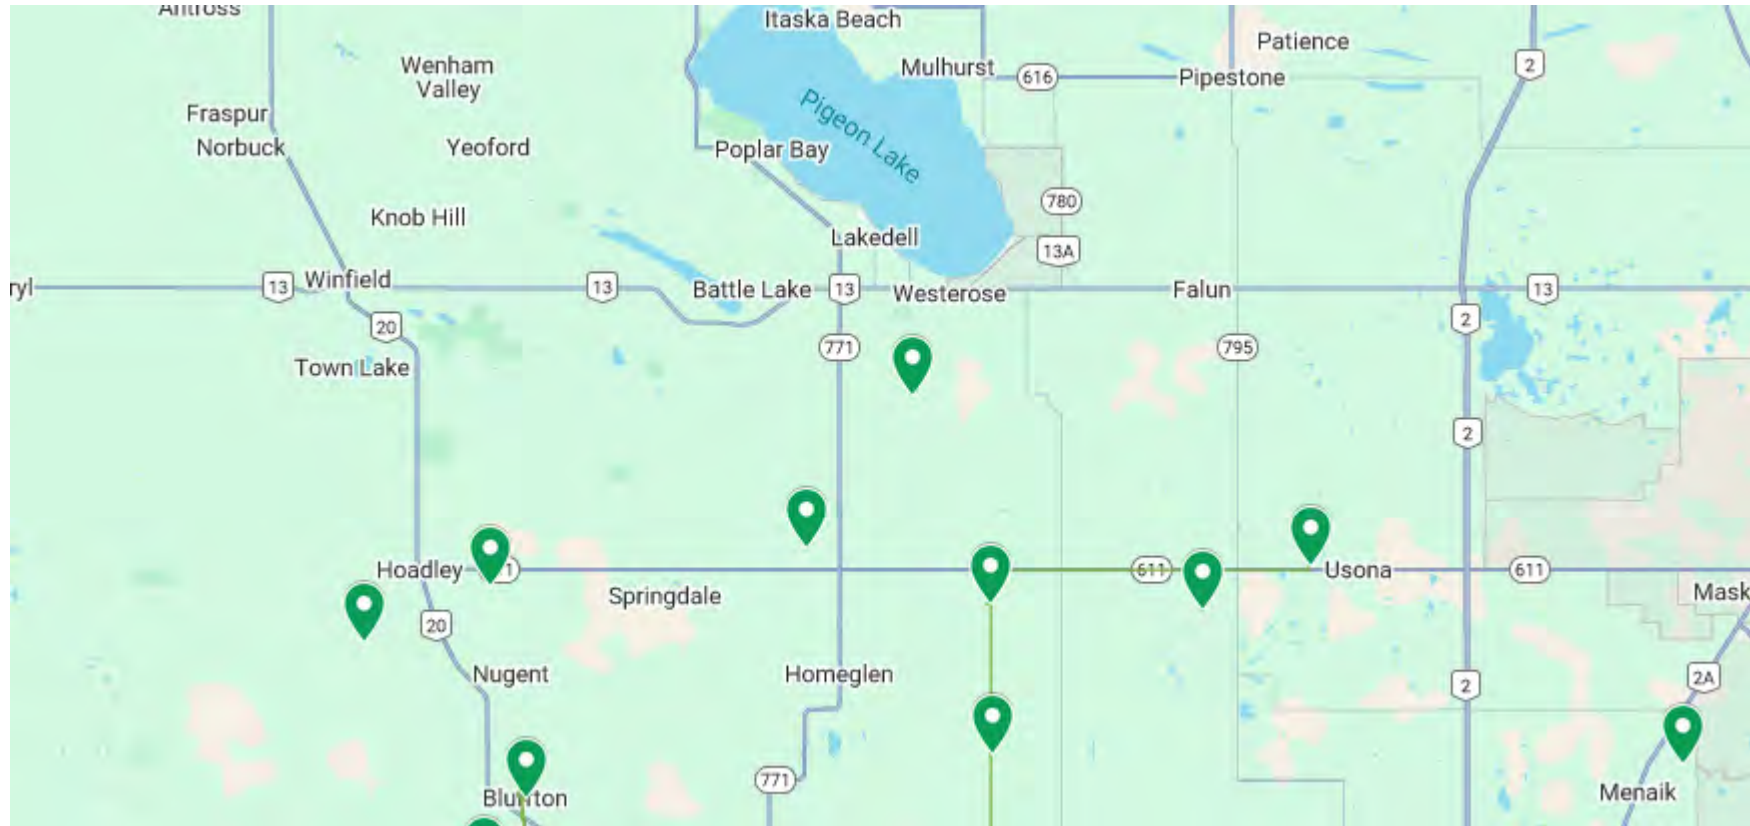 Antross
Itaska Beach
Patience
Wenham
Valley
Mulhurst
616
Pipestone
2
Fraspur
Pigeon Lake
Norbuck
Yeoford
Poplar Bay
780
Knob Hill
Lakedell
13A
ryl
13
Winfield
13
Battle Lake
13
Westerose
Falun
13
20
2
771
795
Town Lake
2
Hoadley
1
611
Usona
611
Springdale
Mask
20
Nugent
Homeglen
2
2A
771
Menaik